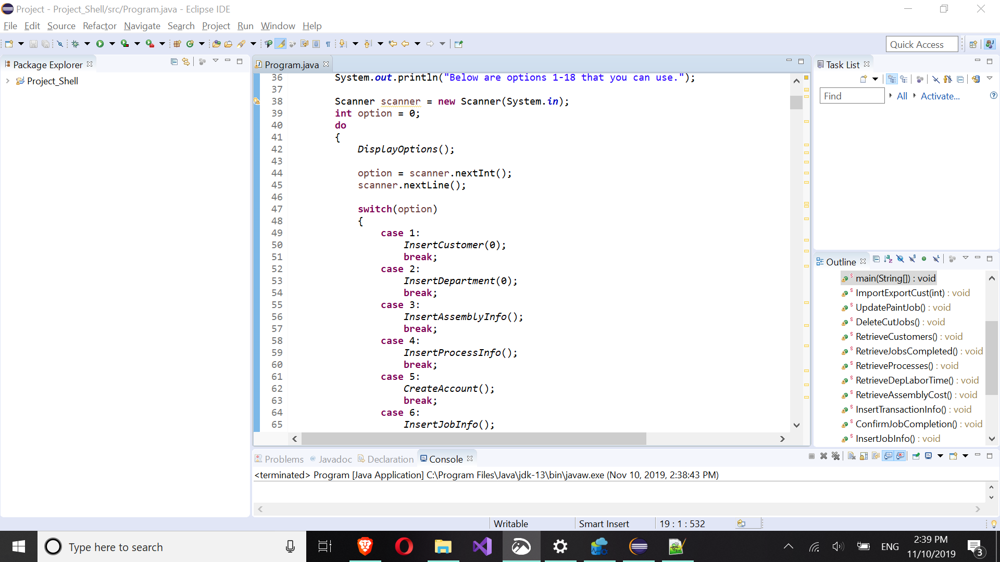 Project - Project_Shell/src/Program.java - Eclipse IDE
File Edit Source Refactor Navigate Search Project Run Window Help
Quick Access
Package Explorer
Project_Shell
Program.java
36 System.out.println("Below are options 1-18 that you can use.");
37
38 Scanner scanner = new Scanner(System.in);
39 int option = 0;
40 do
41 {
42 DisplayOptions();
43
44 option = scanner.nextInt();
45 scanner.nextLine();
46
47 switch(option)
48 {
49 case 1:
50 InsertCustomer(0);
51 break;
52 case 2:
53 InsertDepartment(0);
54 break;
55 case 3:
56 InsertAssemblyInfo();
57 break;
58 case 4:
59 InsertProcessInfo();
60 break;
61 case 5:
62 CreateAccount();
63 break;
64 case 6:
65 InsertJobInfo();
Task List
Find All Activate...
Outline
main(String[]) : void
ImportExportCust(int) : void
UpdatePaintJob() : void
DeleteCutJobs() : void
RetrieveCustomers() : void
RetrieveJobsCompleted() : void
RetrieveProcesses() : void
RetrieveDepLaborTime() : void
RetrieveAssemblyCost() : void
InsertTransactionInfo() : void
ConfirmJobCompletion() : void
InsertJobInfo() : void
Problems @ Javadoc Declaration Console
<terminated> Program [Java Application] C:\Program Files\Java\jdk-13\bin\javaw.exe (Nov 10, 2019, 2:38:43 PM)
Writable Smart Insert 19 : 1 : 532
Type here to search
ENG
2:39 PM
11/10/2019
3